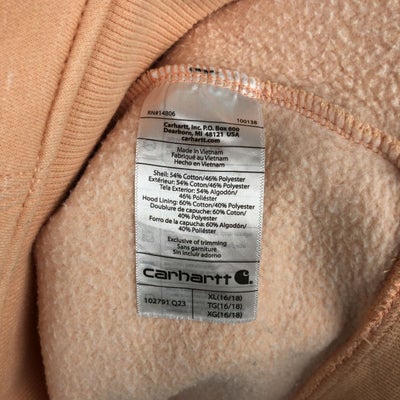 RN#14806 100138
Carhartt, Inc. P.O. Box 600
Dearborn, MI 48121 USA
carhartt.com
Made in Vietnam
Fabriqué au Vietnam
Hecho en Vietnam
Shell: 54% Cotton/46% Polyester
Extérieur: 54% Coton/46% Polyester
Tela Exterior: 54% Algodón/
46% Poliéster
Hood Lining: 60% Cotton/40% Polyester
Doublure de capuche: 60% Coton/
40% Polyester
Forro de la capucha: 60% Algodón/
40% Poliéster
Exclusive of trimming
Sans garniture
Sin incluir adorno
carhartt
102791 Q23
XL(16/18)
TG(16/18)
XG(16/18)